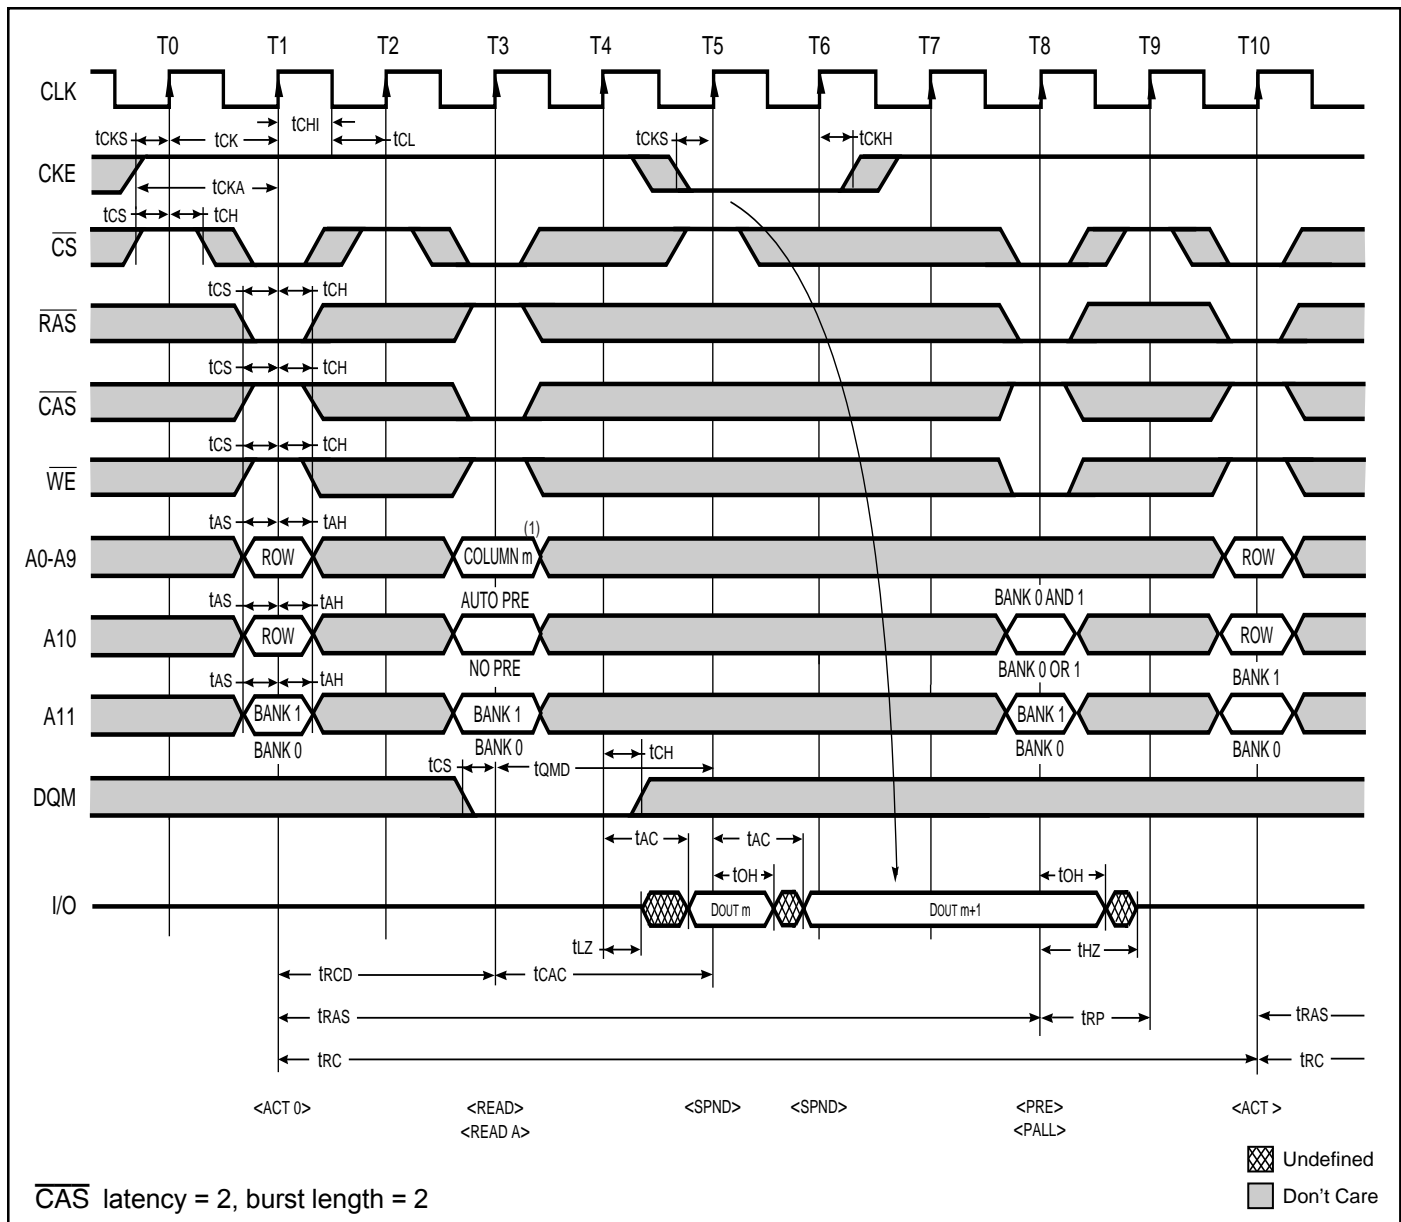 T0 T1 T2 T3 T4 T5 T6 T7 T8 T9 T10
CLK
tCHI
tCKS tCK tCL tCKS tCKH
CKE
tCKA
tCS tCH
CS
tCS tCH
RAS
tCS tCH
CAS
tCS tCH
WE
tAS tAH (1)
A0-A9 ROW COLUMN m ROW
tAS tAH AUTO PRE BANK 0 AND 1
A10 ROW ROW
NO PRE BANK 0 OR 1 BANK 1
tAS tAH
A11 BANK 1 BANK 1 BANK 1
BANK 0 BANK 0 BANK 0 BANK 0
tCH
tCS tQMD
DQM
tAC tAC
tOH tOH
I/O DOUT m DOUT m+1
tLZ tHZ
tRCD tCAC
tRAS tRP tRAS
tRC tRC
<ACT 0> <READ> <SPND> <SPND> <PRE> <ACT >
<READ A> <PALL>
Undefined
CAS latency = 2, burst length = 2 Don't Care